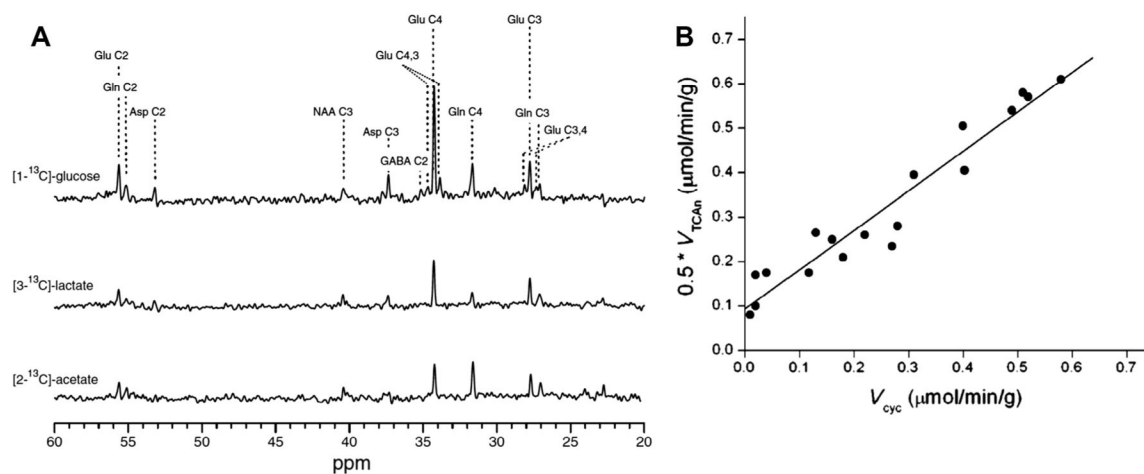 A
Glu C4
Glu C3
Glu C2
Glu C4,3
Gln C2
Asp C2
NAA C3
Asp C3
GABA C2
Gln C4
Gln C3
Glu C3,4
[1-¹³C]-glucose
[3-¹³C]-lactate
[2-¹³C]-acetate
60 55 50 45 40 35 30 25 20
ppm
B
0.5 * V_TCAn (μmol/min/g)
0.7
0.6
0.5
0.4
0.3
0.2
0.1
0.0
0.0 0.1 0.2 0.3 0.4 0.5 0.6 0.7
V_cyc (μmol/min/g)